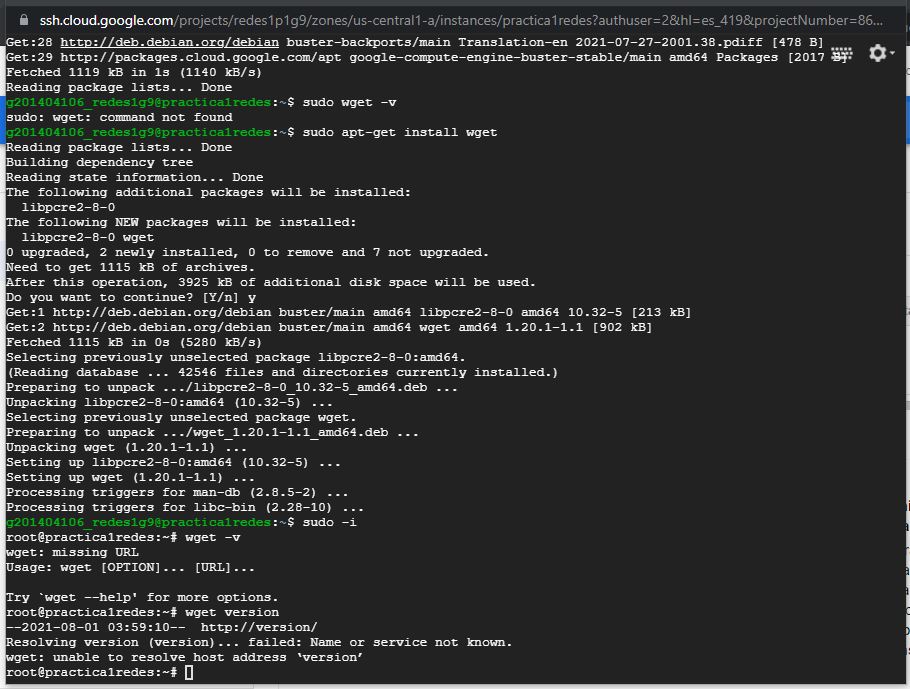 ssh.cloud.google.com/projects/redes1p1g9/zones/us-central1-a/instances/practica1redes?authuser=2&hl=es_419&projectNumber=86...
Get:28 http://deb.debian.org/debian buster-backports/main Translation-en 2021-07-27-2001.38.pdiff [478 B]
Get:29 http://packages.cloud.google.com/apt google-compute-engine-buster-stable/main amd64 Packages [2017 B]
Fetched 1119 kB in 1s (1140 kB/s)
Reading package lists... Done
g201404106_redes1g9@practica1redes:~$ sudo wget -v
sudo: wget: command not found
g201404106_redes1g9@practica1redes:~$ sudo apt-get install wget
Reading package lists... Done
Building dependency tree
Reading state information... Done
The following additional packages will be installed:
  libpcre2-8-0
The following NEW packages will be installed:
  libpcre2-8-0 wget
0 upgraded, 2 newly installed, 0 to remove and 7 not upgraded.
Need to get 1115 kB of archives.
After this operation, 3925 kB of additional disk space will be used.
Do you want to continue? [Y/n] y
Get:1 http://deb.debian.org/debian buster/main amd64 libpcre2-8-0 amd64 10.32-5 [213 kB]
Get:2 http://deb.debian.org/debian buster/main amd64 wget amd64 1.20.1-1.1 [902 kB]
Fetched 1115 kB in 0s (5280 kB/s)
Selecting previously unselected package libpcre2-8-0:amd64.
(Reading database ... 42546 files and directories currently installed.)
Preparing to unpack .../libpcre2-8-0_10.32-5_amd64.deb ...
Unpacking libpcre2-8-0:amd64 (10.32-5) ...
Selecting previously unselected package wget.
Preparing to unpack .../wget_1.20.1-1.1_amd64.deb ...
Unpacking wget (1.20.1-1.1) ...
Setting up libpcre2-8-0:amd64 (10.32-5) ...
Setting up wget (1.20.1-1.1) ...
Processing triggers for man-db (2.8.5-2) ...
Processing triggers for libc-bin (2.28-10) ...
g201404106_redes1g9@practica1redes:~$ sudo -i
root@practica1redes:~# wget -v
wget: missing URL
Usage: wget [OPTION]... [URL]...

Try `wget --help' for more options.
root@practica1redes:~# wget version
--2021-08-01 03:59:10--  http://version/
Resolving version (version)... failed: Name or service not known.
wget: unable to resolve host address ‘version’
root@practica1redes:~#